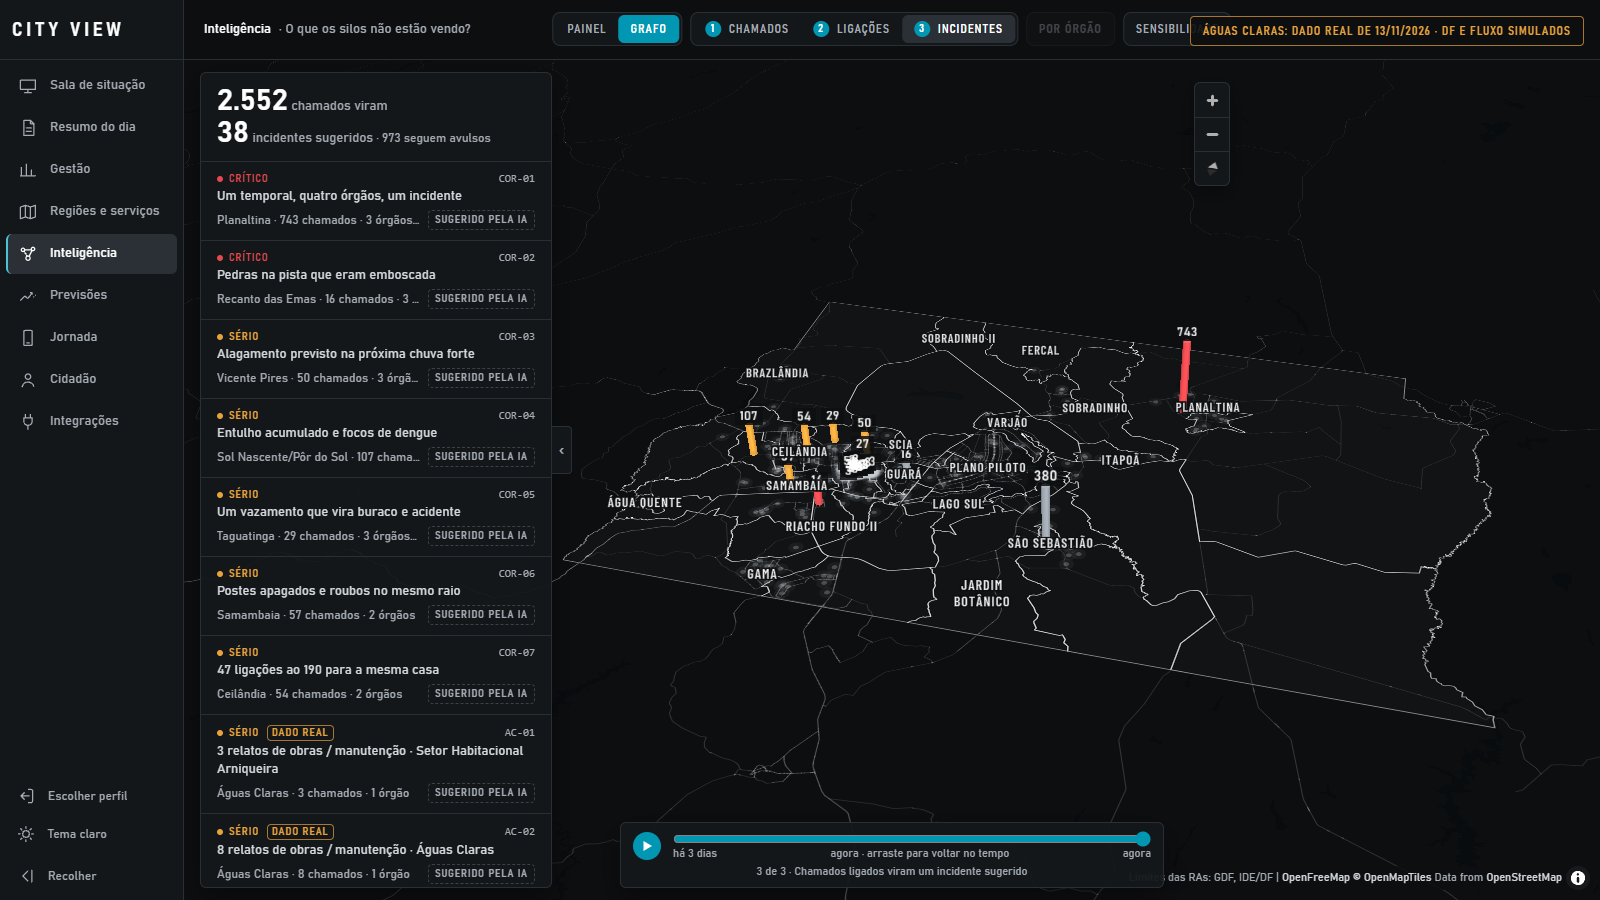 CITY VIEW
Inteligência · O que os silos não estão vendo?
PAINEL
GRAFO
1 CHAMADOS
2 LIGAÇÕES
3 INCIDENTES
POR ÓRGÃO
SENSIBILI
ÁGUAS CLARAS: DADO REAL DE 13/11/2026 · DF E FLUXO SIMULADOS
Sala de situação
Resumo do dia
Gestão
Regiões e serviços
Inteligência
Previsões
Jornada
Cidadão
Integrações
Escolher perfil
Tema claro
Recolher
2.552 chamados viram
38 incidentes sugeridos · 973 seguem avulsos
CRÍTICO COR-01
Um temporal, quatro órgãos, um incidente
Planaltina · 743 chamados · 3 órgãos… SUGERIDO PELA IA
CRÍTICO COR-02
Pedras na pista que eram emboscada
Recanto das Emas · 16 chamados · 3 … SUGERIDO PELA IA
SÉRIO COR-03
Alagamento previsto na próxima chuva forte
Vicente Pires · 50 chamados · 3 órgã… SUGERIDO PELA IA
SÉRIO COR-04
Entulho acumulado e focos de dengue
Sol Nascente/Pôr do Sol · 107 chama… SUGERIDO PELA IA
SÉRIO COR-05
Um vazamento que vira buraco e acidente
Taguatinga · 29 chamados · 3 órgãos… SUGERIDO PELA IA
SÉRIO COR-06
Postes apagados e roubos no mesmo raio
Samambaia · 57 chamados · 2 órgãos SUGERIDO PELA IA
SÉRIO COR-07
47 ligações ao 190 para a mesma casa
Ceilândia · 54 chamados · 2 órgãos SUGERIDO PELA IA
SÉRIO DADO REAL AC-01
3 relatos de obras / manutenção · Setor Habitacional
Arniqueira
Águas Claras · 3 chamados · 1 órgão SUGERIDO PELA IA
SÉRIO DADO REAL AC-02
8 relatos de obras / manutenção · Águas Claras
Águas Claras · 8 chamados · 1 órgão SUGERIDO PELA IA
743
SOBRADINHO II
FERCAL
BRAZLÂNDIA
SOBRADINHO
PLANALTINA
107
54
29
50
27
VARJÃO
SCIA
16
CEILÂNDIA
ITAPOÃ
PLANO PILOTO
GUARÁ
380
SAMAMBAIA
ÁGUA QUENTE
LAGO SUL
RIACHO FUNDO II
SÃO SEBASTIÃO
GAMA
JARDIM
BOTÂNICO
há 3 dias
agora · arraste para voltar no tempo
agora
3 de 3 · Chamados ligados viram um incidente sugerido
das RAs: GDF, IDE/DF | OpenFreeMap © OpenMapTiles Data from OpenStreetMap